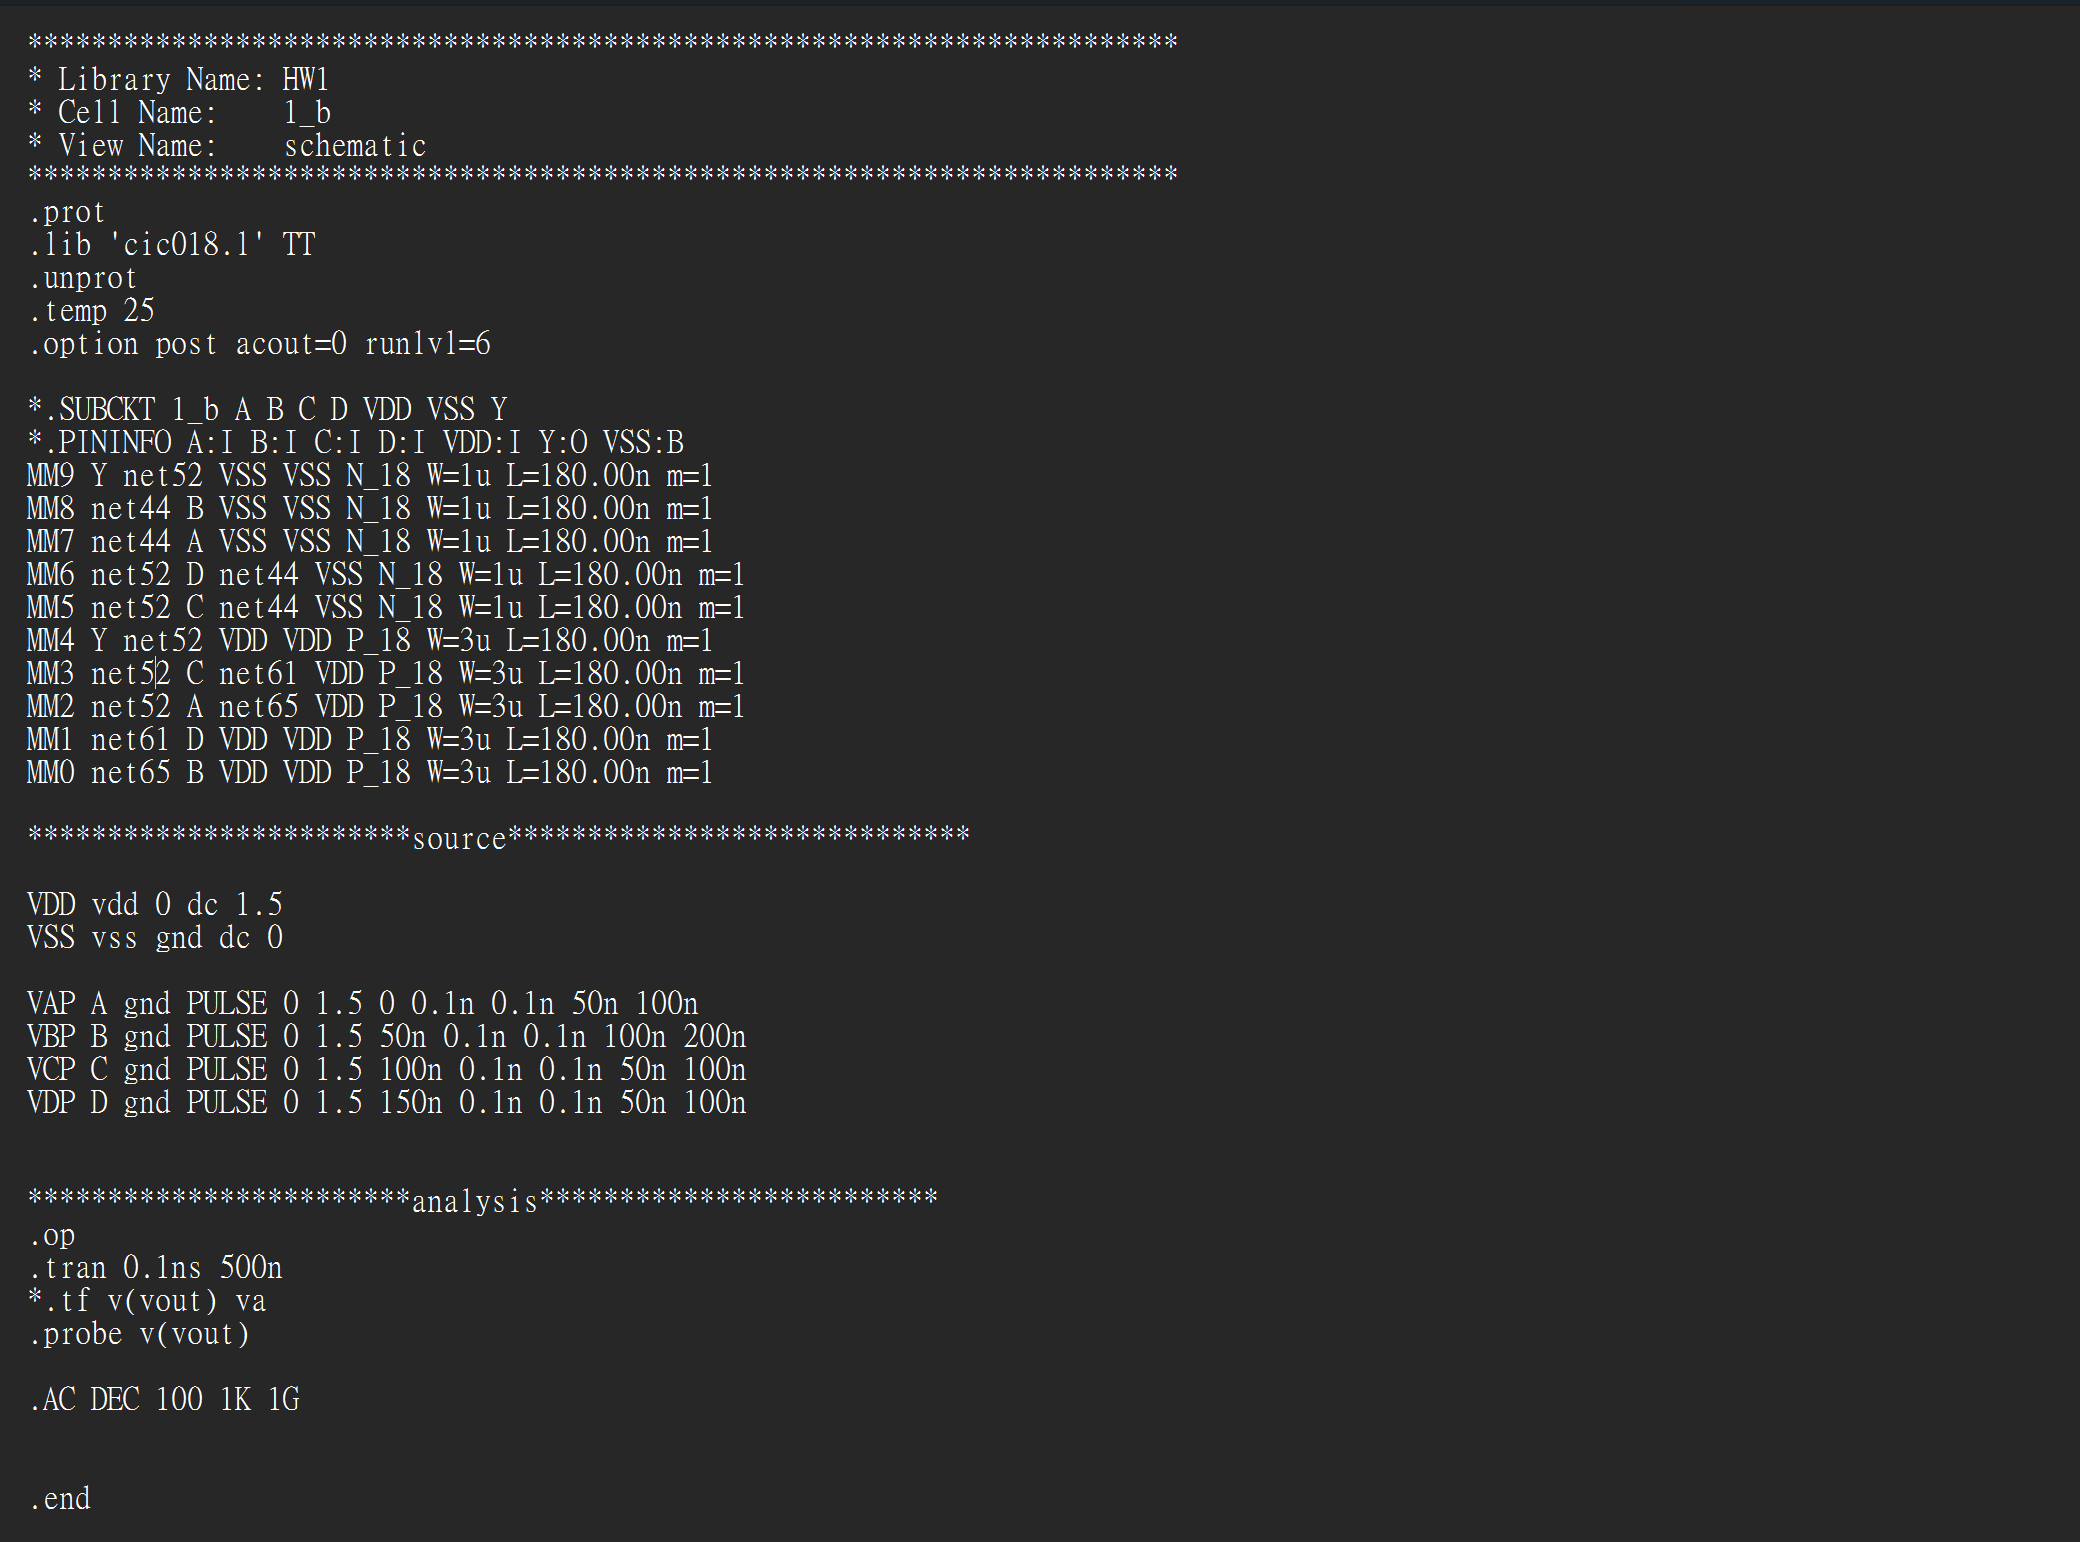 ************************************************************************
* Library Name: HW1
* Cell Name:    1_b
* View Name:    schematic
************************************************************************
.prot
.lib 'cic018.l' TT
.unprot
.temp 25
.option post acout=0 runlvl=6

*.SUBCKT 1_b A B C D VDD VSS Y
*.PININFO A:I B:I C:I D:I VDD:I Y:O VSS:B
MM9 Y net52 VSS VSS N_18 W=1u L=180.00n m=1
MM8 net44 B VSS VSS N_18 W=1u L=180.00n m=1
MM7 net44 A VSS VSS N_18 W=1u L=180.00n m=1
MM6 net52 D net44 VSS N_18 W=1u L=180.00n m=1
MM5 net52 C net44 VSS N_18 W=1u L=180.00n m=1
MM4 Y net52 VDD VDD P_18 W=3u L=180.00n m=1
MM3 net52 C net61 VDD P_18 W=3u L=180.00n m=1
MM2 net52 A net65 VDD P_18 W=3u L=180.00n m=1
MM1 net61 D VDD VDD P_18 W=3u L=180.00n m=1
MM0 net65 B VDD VDD P_18 W=3u L=180.00n m=1

************************source*****************************

VDD vdd 0 dc 1.5
VSS vss gnd dc 0

VAP A gnd PULSE 0 1.5 0 0.1n 0.1n 50n 100n
VBP B gnd PULSE 0 1.5 50n 0.1n 0.1n 100n 200n
VCP C gnd PULSE 0 1.5 100n 0.1n 0.1n 50n 100n
VDP D gnd PULSE 0 1.5 150n 0.1n 0.1n 50n 100n

************************analysis*************************
.op
.tran 0.1ns 500n
*.tf v(vout) va
.probe v(vout)

.AC DEC 100 1K 1G

.end